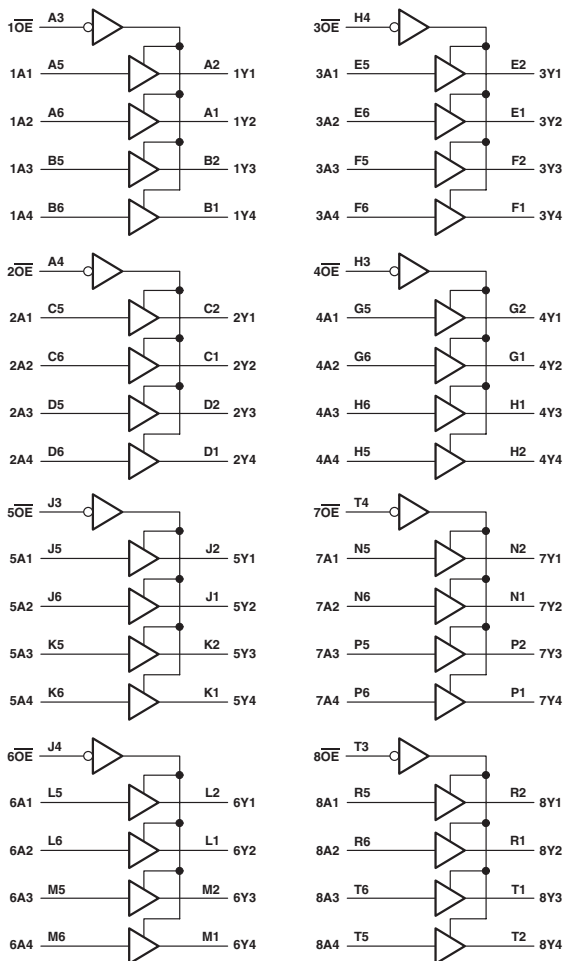 1OE A3
1A1 A5 A2 1Y1
1A2 A6 A1 1Y2
1A3 B5 B2 1Y3
1A4 B6 B1 1Y4
2OE A4
2A1 C5 C2 2Y1
2A2 C6 C1 2Y2
2A3 D5 D2 2Y3
2A4 D6 D1 2Y4
5OE J3
5A1 J5 J2 5Y1
5A2 J6 J1 5Y2
5A3 K5 K2 5Y3
5A4 K6 K1 5Y4
6OE J4
6A1 L5 L2 6Y1
6A2 L6 L1 6Y2
6A3 M5 M2 6Y3
6A4 M6 M1 6Y4
3OE H4
3A1 E5 E2 3Y1
3A2 E6 E1 3Y2
3A3 F5 F2 3Y3
3A4 F6 F1 3Y4
4OE H3
4A1 G5 G2 4Y1
4A2 G6 G1 4Y2
4A3 H6 H1 4Y3
4A4 H5 H2 4Y4
7OE T4
7A1 N5 N2 7Y1
7A2 N6 N1 7Y2
7A3 P5 P2 7Y3
7A4 P6 P1 7Y4
8OE T3
8A1 R5 R2 8Y1
8A2 R6 R1 8Y2
8A3 T6 T1 8Y3
8A4 T5 T2 8Y4